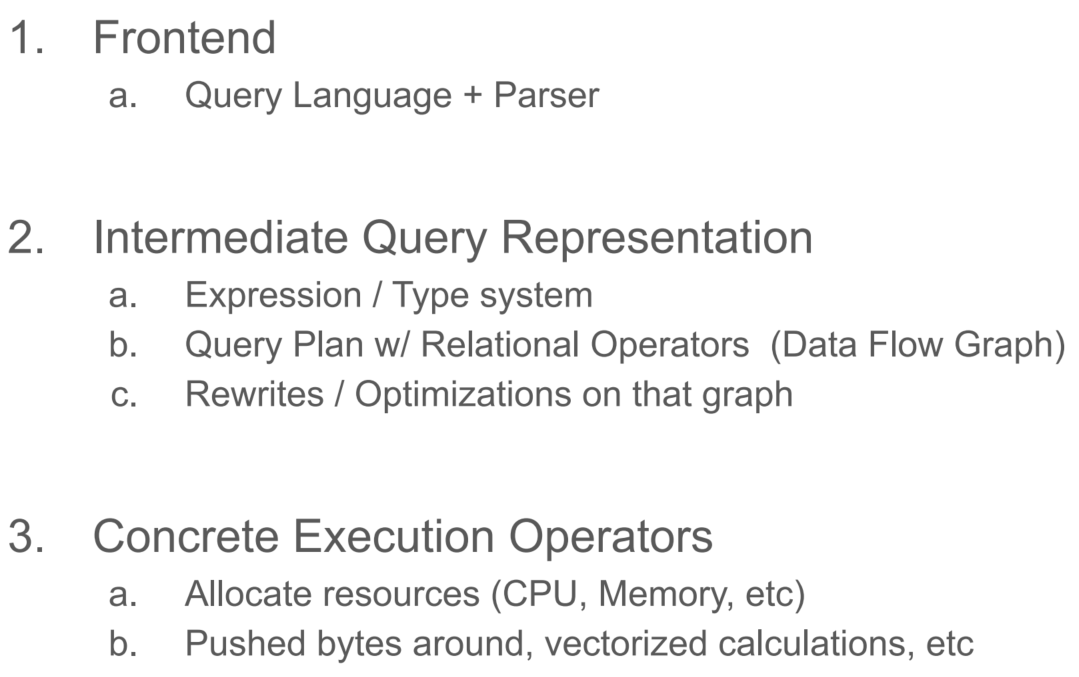 1. Frontend
a. Query Language + Parser
2. Intermediate Query Representation
a. Expression / Type system
b. Query Plan w/ Relational Operators  (Data Flow Graph)
c. Rewrites / Optimizations on that graph
3. Concrete Execution Operators
a. Allocate resources (CPU, Memory, etc)
b. Pushed bytes around, vectorized calculations, etc